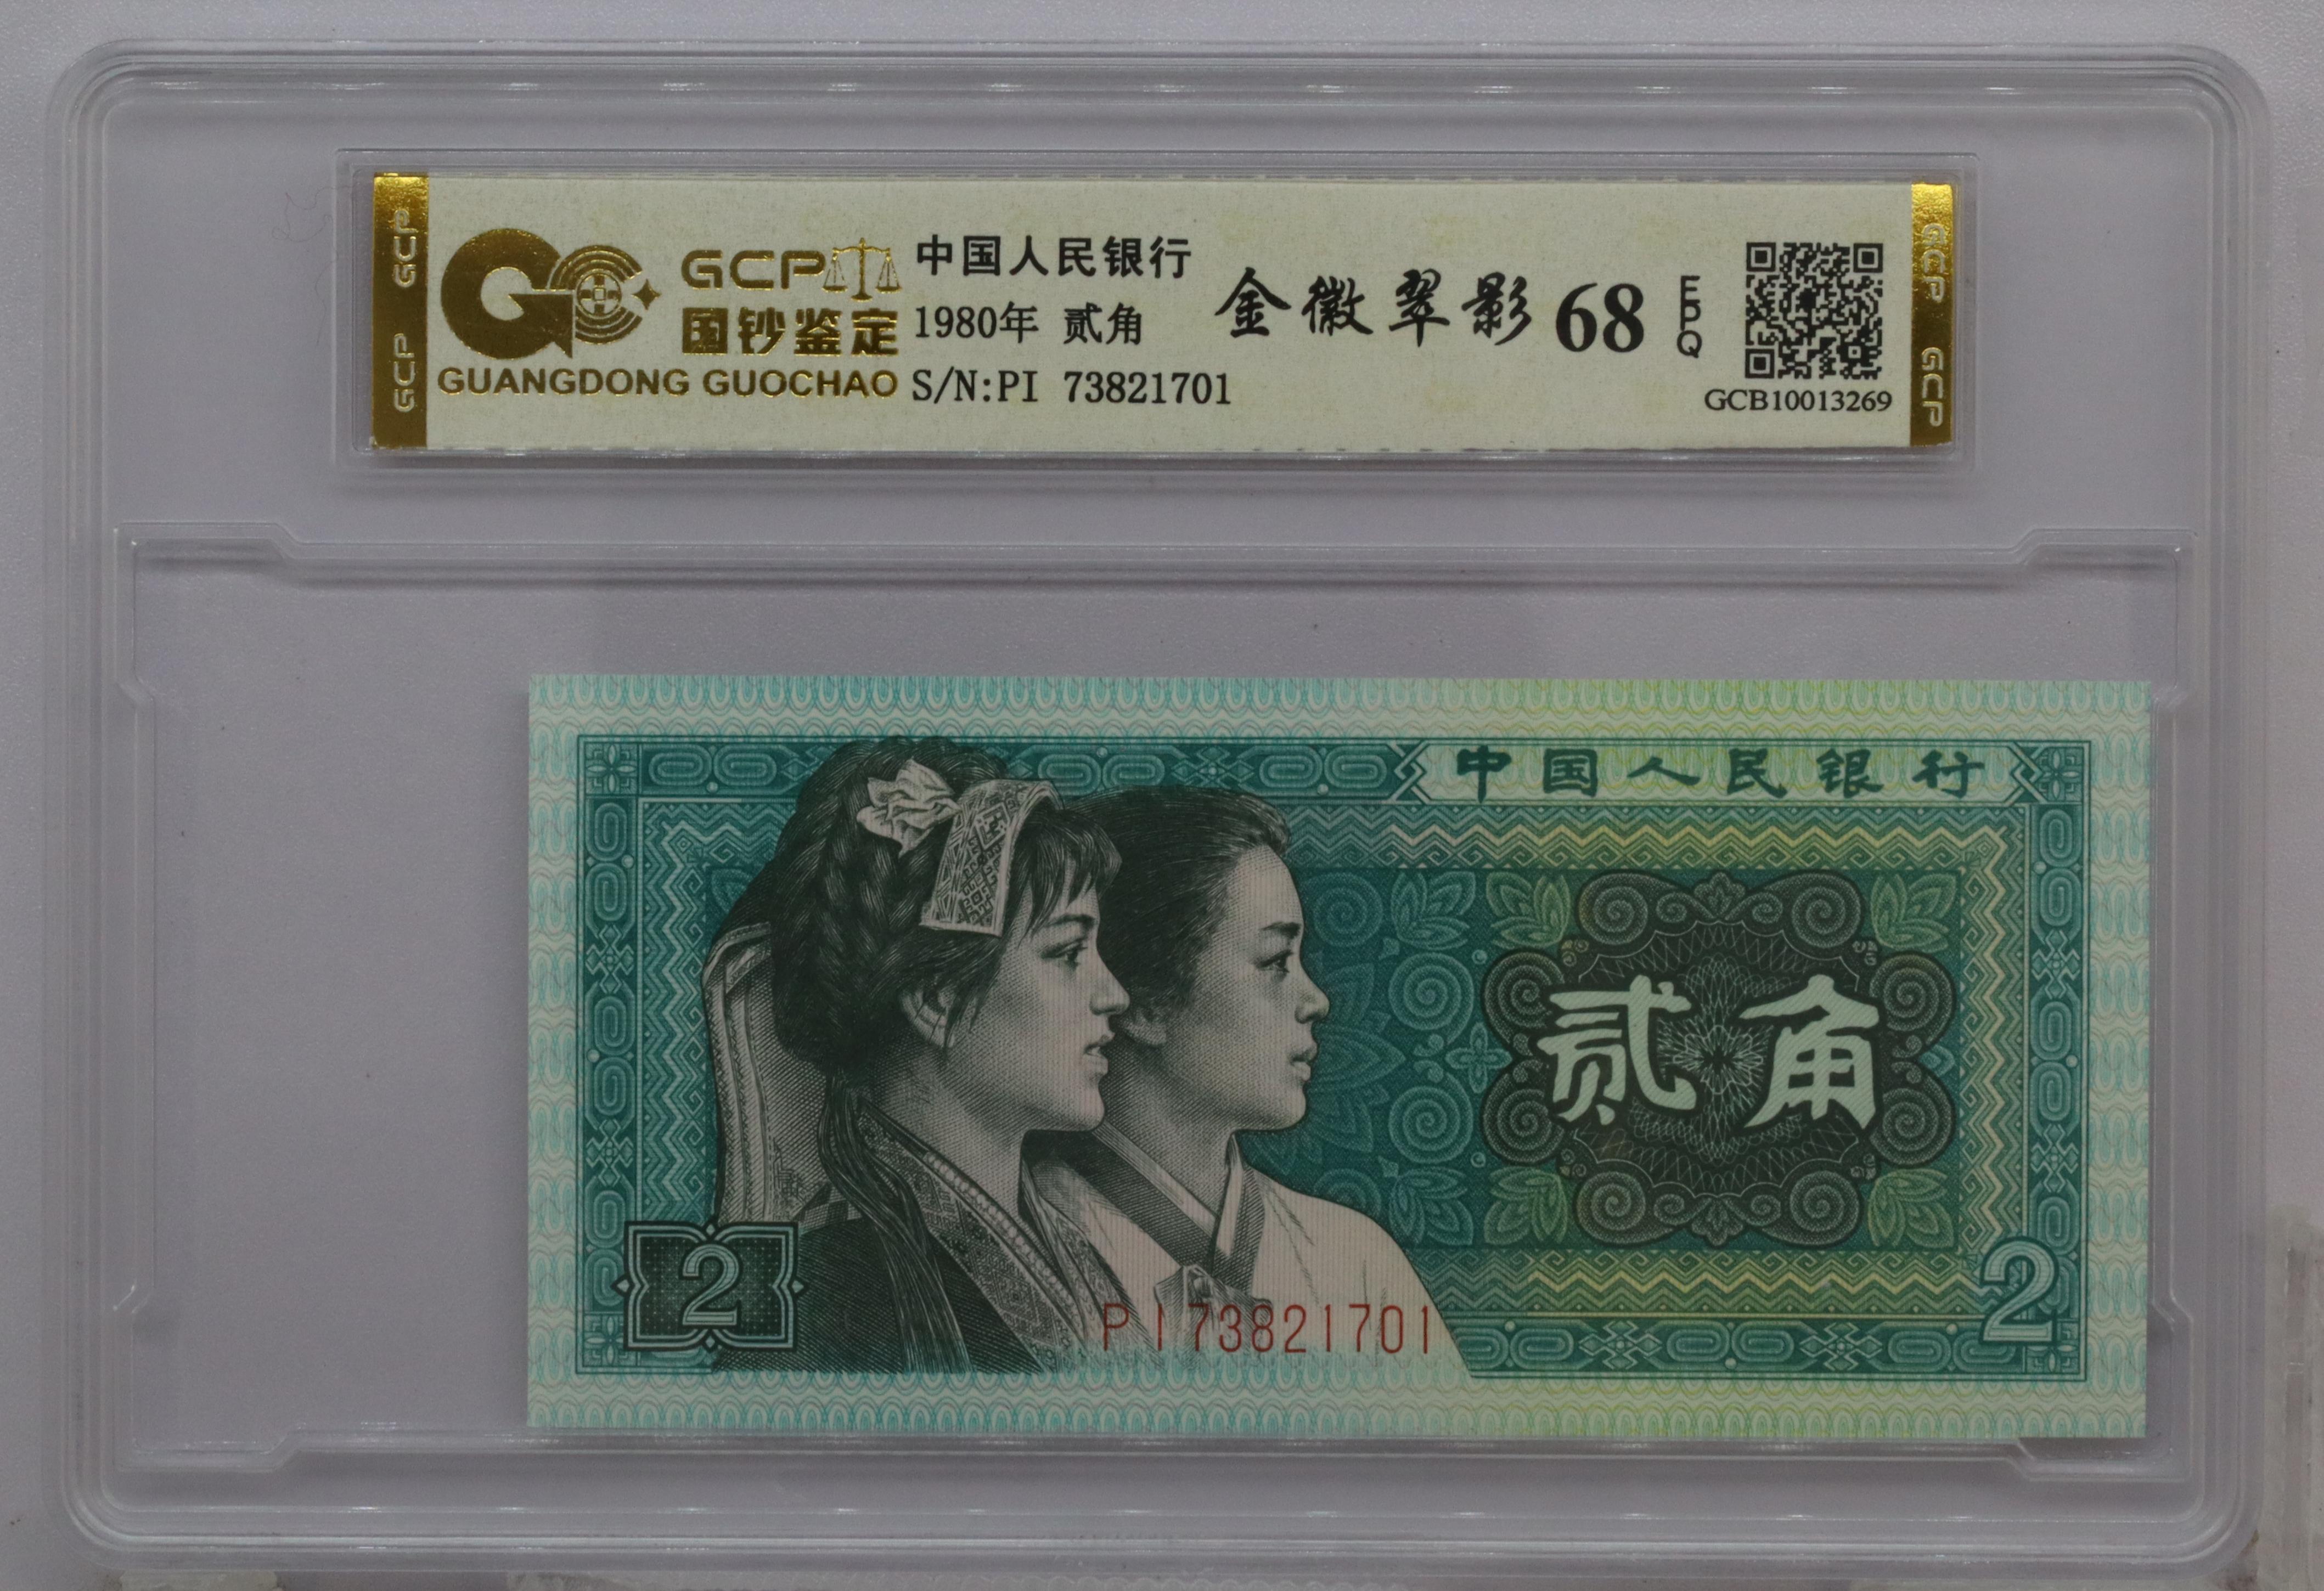 GCP GCP
GCP
国钞鉴定
GUANGDONG GUOCHAO
中国人民银行
1980年 贰角
S/N:PI 73821701
金徽翠影 68 EPQ
GCB10013269
GCP GCP
中国人民银行
贰角
2
PI73821701
2